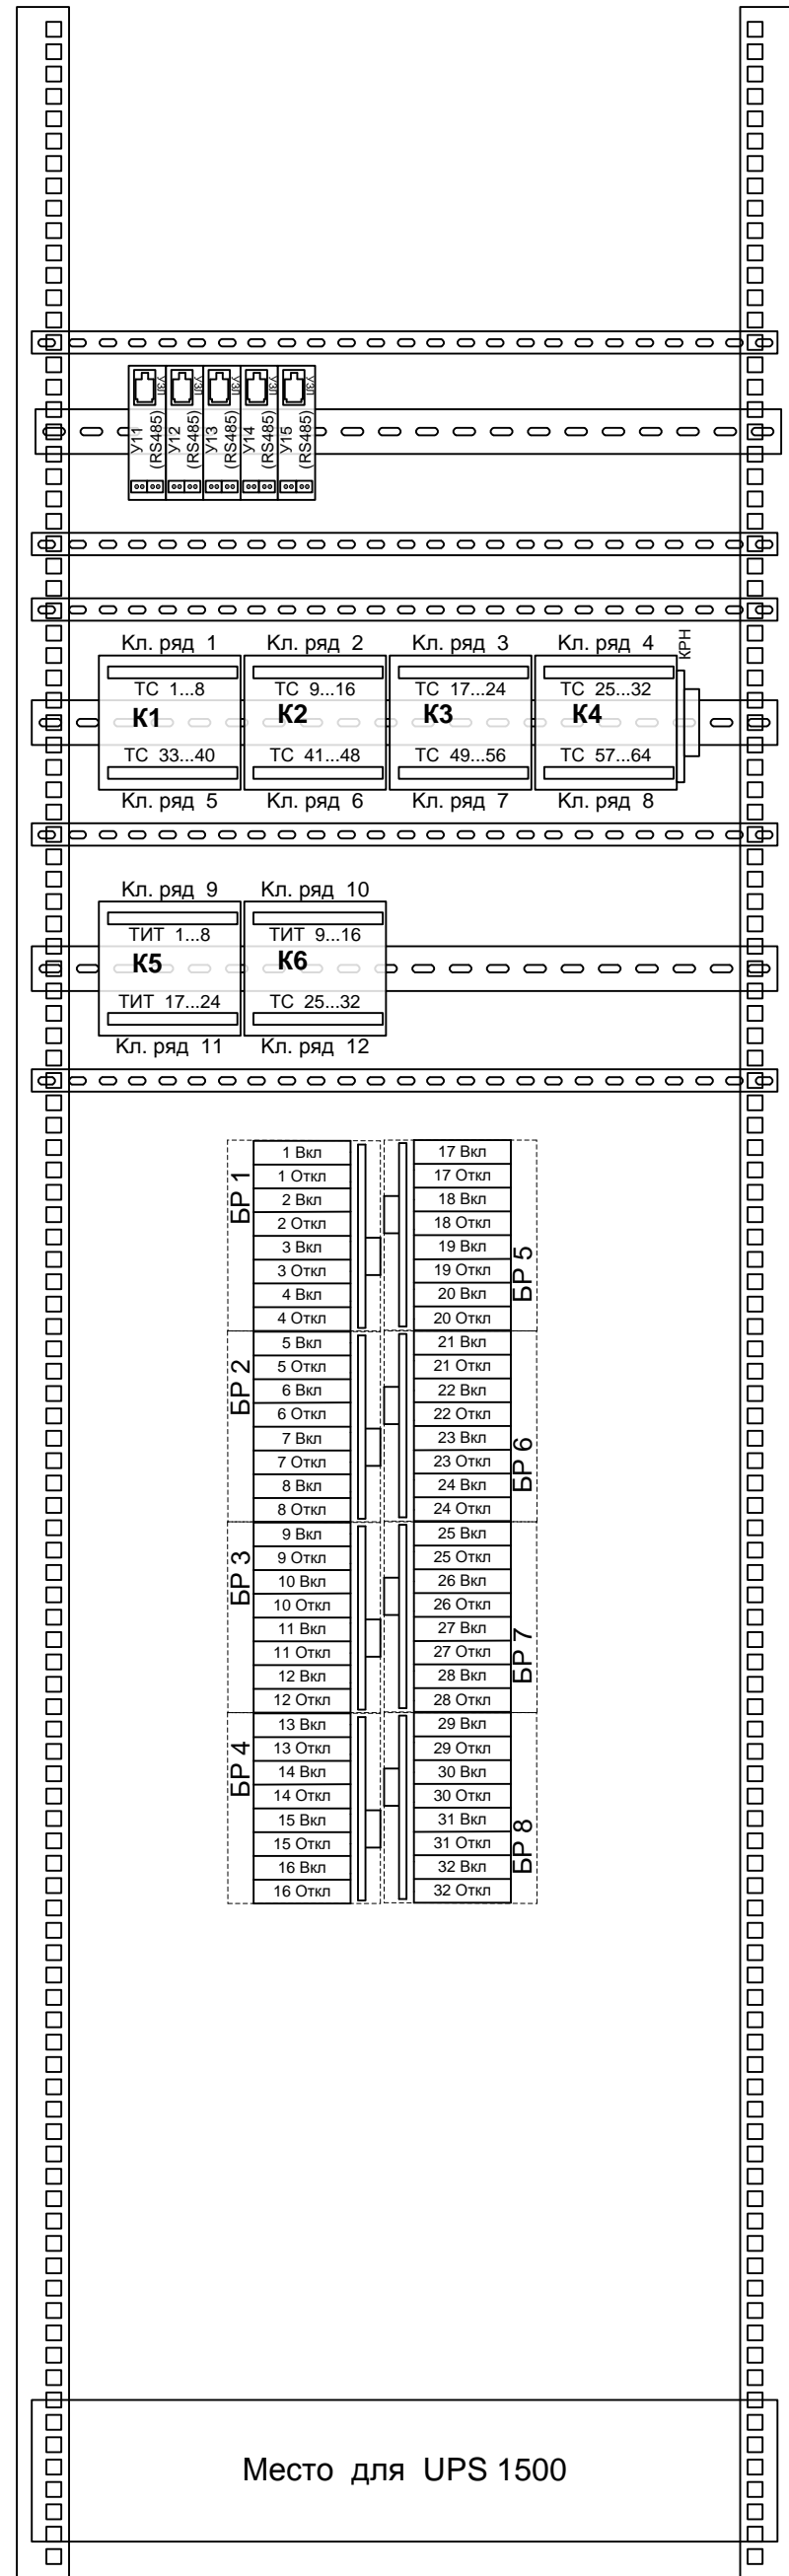 УЗП УЗП УЗП УЗП УЗП
У11 У12 У13 У14 У15
(RS485) (RS485) (RS485) (RS485) (RS485)
Кл. ряд 1 Кл. ряд 2 Кл. ряд 3 Кл. ряд 4
КРН
ТС 1...8 ТС 9...16 ТС 17...24 ТС 25...32
К1 К2 К3 К4
ТС 33...40 ТС 41...48 ТС 49...56 ТС 57...64
Кл. ряд 5 Кл. ряд 6 Кл. ряд 7 Кл. ряд 8
Кл. ряд 9 Кл. ряд 10
ТИТ 1...8 ТИТ 9...16
К5 К6
ТИТ 17...24 ТС 25...32
Кл. ряд 11 Кл. ряд 12
БР 1
1 Вкл
1 Откл
2 Вкл
2 Откл
3 Вкл
3 Откл
4 Вкл
4 Откл
БР 2
5 Вкл
5 Откл
6 Вкл
6 Откл
7 Вкл
7 Откл
8 Вкл
8 Откл
БР 3
9 Вкл
9 Откл
10 Вкл
10 Откл
11 Вкл
11 Откл
12 Вкл
12 Откл
БР 4
13 Вкл
13 Откл
14 Вкл
14 Откл
15 Вкл
15 Откл
16 Вкл
16 Откл
17 Вкл
17 Откл
18 Вкл
18 Откл
19 Вкл
19 Откл
20 Вкл
20 Откл
БР 5
21 Вкл
21 Откл
22 Вкл
22 Откл
23 Вкл
23 Откл
24 Вкл
24 Откл
БР 6
25 Вкл
25 Откл
26 Вкл
26 Откл
27 Вкл
27 Откл
28 Вкл
28 Откл
БР 7
29 Вкл
29 Откл
30 Вкл
30 Откл
31 Вкл
31 Откл
32 Вкл
32 Откл
БР 8
Место для UPS 1500